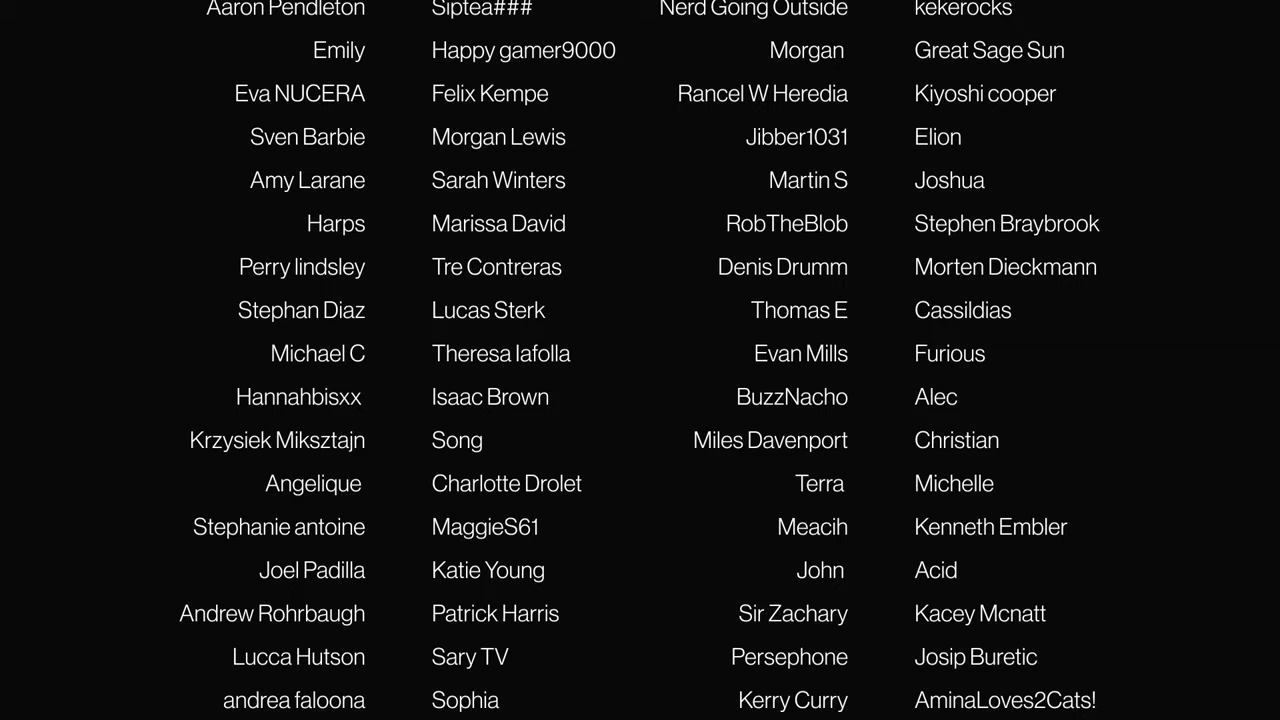 Aaron Pendleton Siptea### Nerd Going Outside kekerocks
Emily Happy gamer9000 Morgan Great Sage Sun
Eva NUCERA Felix Kempe Rancel W Heredia Kiyoshi cooper
Sven Barbie Morgan Lewis Jibber1031 Elion
Amy Larane Sarah Winters Martin S Joshua
Harps Marissa David RobTheBlob Stephen Braybrook
Perry lindsley Tre Contreras Denis Drumm Morten Dieckmann
Stephan Diaz Lucas Sterk Thomas E Cassildias
Michael C Theresa Iafolla Evan Mills Furious
Hannahbisxx Isaac Brown BuzzNacho Alec
Krzysiek Miksztajn Song Miles Davenport Christian
Angelique Charlotte Drolet Terra Michelle
Stephanie antoine MaggieS61 Meacih Kenneth Embler
Joel Padilla Katie Young John Acid
Andrew Rohrbaugh Patrick Harris Sir Zachary Kacey Mcnatt
Lucca Hutson Sary TV Persephone Josip Buretic
andrea faloona Sophia Kerry Curry AminaLoves2Cats!